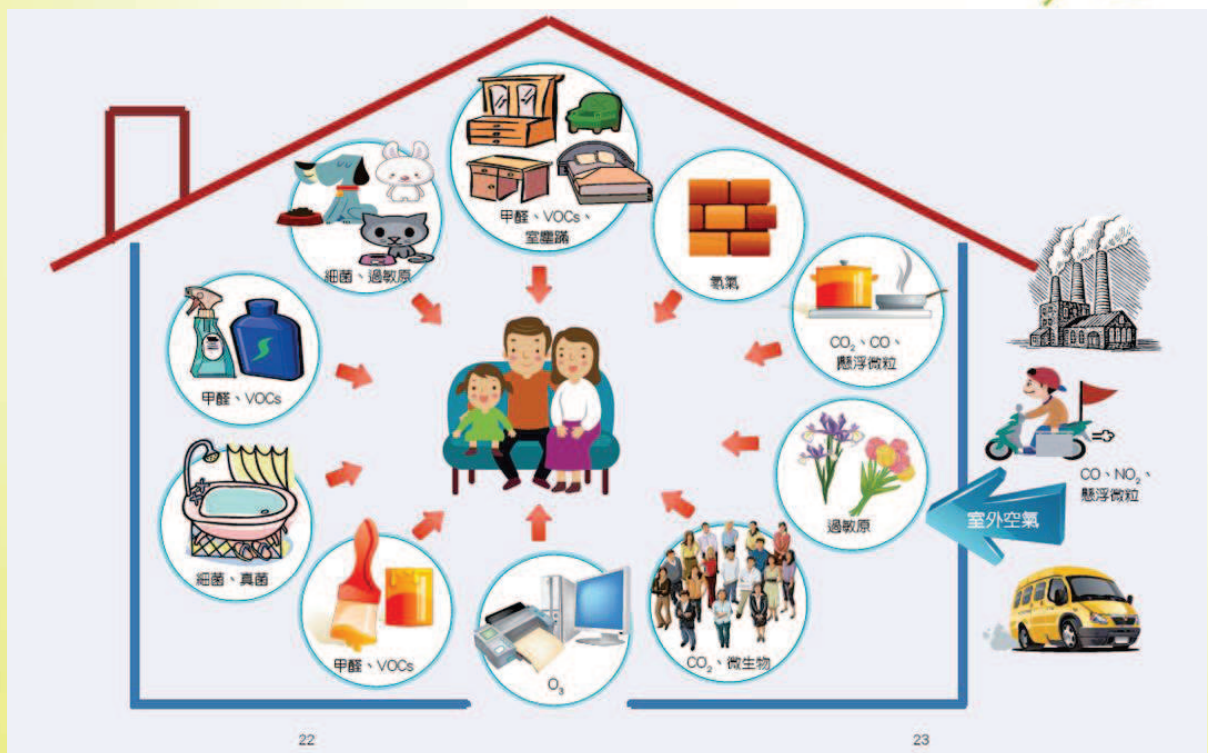 甲醛、VOCs、
室塵蹣
細菌、過敏原
氡氣
甲醛、VOCs
CO₂、CO、
懸浮微粒
細菌、真菌
過敏原
室外空氣
CO、NO₂、
懸浮微粒
甲醛、VOCs
O₃
CO₂、微生物
22
23